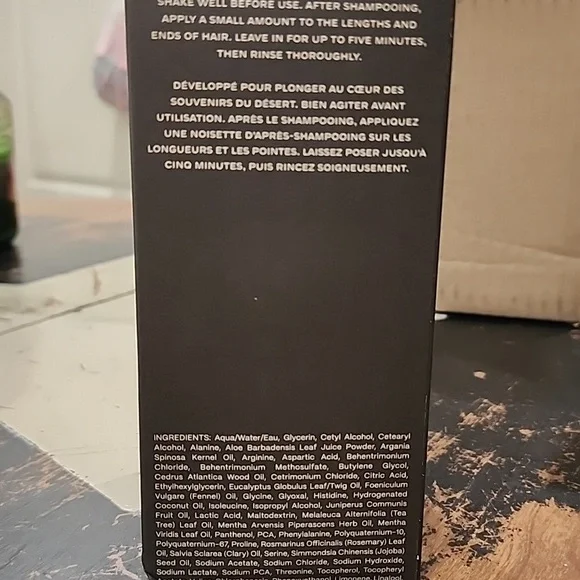 SHAKE WELL BEFORE USE. AFTER SHAMPOOING,
APPLY A SMALL AMOUNT TO THE LENGTHS AND
ENDS OF HAIR. LEAVE IN FOR UP TO FIVE MINUTES,
THEN RINSE THOROUGHLY.
DÉVELOPPÉ POUR PLONGER AU CŒUR DES
SOUVENIRS DU DÉSERT. BIEN AGITER AVANT
UTILISATION. APRÈS LE SHAMPOOING, APPLIQUEZ
UNE NOISETTE D'APRÈS-SHAMPOOING SUR LES
LONGUEURS ET LES POINTES. LAISSEZ POSER JUSQU'À
CINQ MINUTES, PUIS RINCEZ SOIGNEUSEMENT.
INGREDIENTS: Aqua/Water/Eau, Glycerin, Cetyl Alcohol, Cetearyl
Alcohol, Alanine, Aloe Barbadensis Leaf Juice Powder, Argania
Spinosa Kernel Oil, Arginine, Aspartic Acid, Behentrimonium
Chloride, Behentrimonium Methosulfate, Butylene Glycol,
Cedrus Atlantica Wood Oil, Cetrimonium Chloride, Citric Acid,
Ethylhexylglycerin, Eucalyptus Globulus Leaf/Twig Oil, Foeniculum
Vulgare (Fennel) Oil, Glycine, Glyoxal, Histidine, Hydrogenated
Coconut Oil, Isoleucine, Isopropyl Alcohol, Juniperus Communis
Fruit Oil, Lactic Acid, Maltodextrin, Melaleuca Alternifolia (Tea
Tree) Leaf Oil, Mentha Arvensis Piperascens Herb Oil, Mentha
Viridis Leaf Oil, Panthenol, PCA, Phenylalanine, Polyquaternium-10,
Polyquaternium-67, Proline, Rosmarinus Officinalis (Rosemary) Leaf
Oil, Salvia Sclarea (Clary) Oil, Serine, Simmondsia Chinensis (Jojoba)
Seed Oil, Sodium Acetate, Sodium Chloride, Sodium Hydroxide,
Sodium Lactate, Sodium PCA, Threonine, Tocopherol, Tocopheryl
Phenoxyethanol, Limonene, Linalool